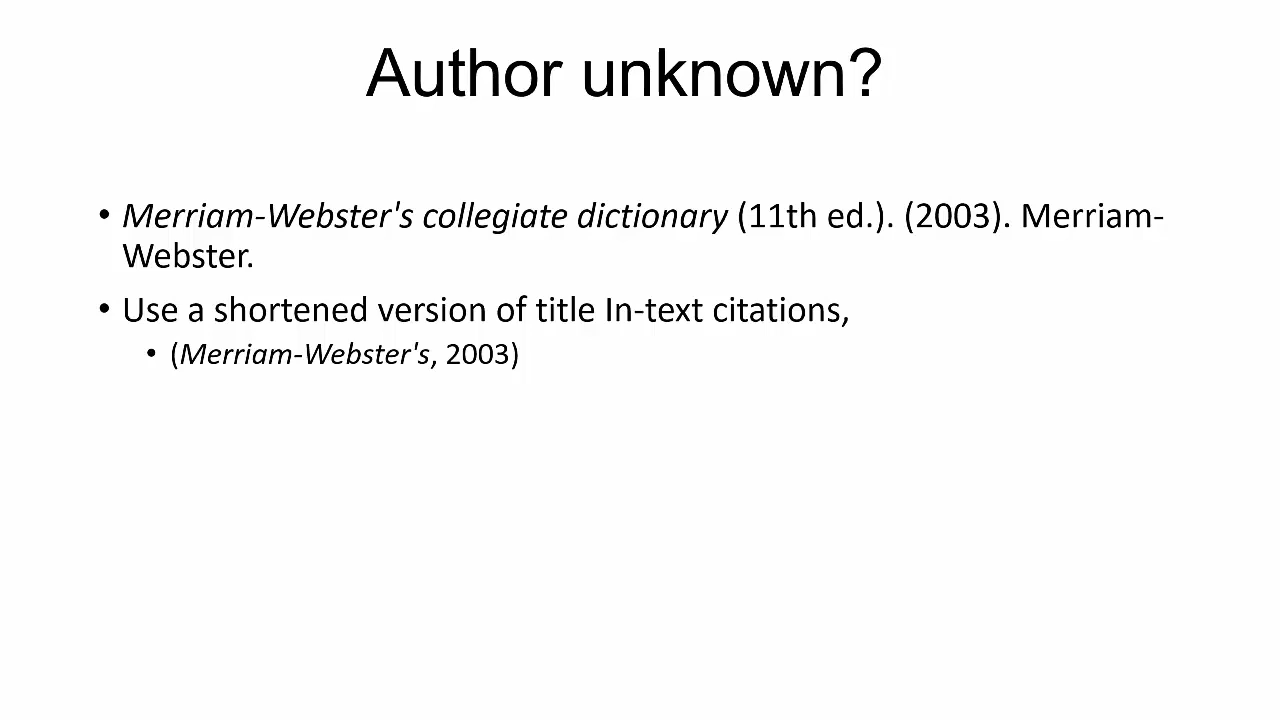 Author unknown?
• Merriam-Webster's collegiate dictionary (11th ed.). (2003). Merriam-
Webster.
• Use a shortened version of title In-text citations,
• (Merriam-Webster's, 2003)